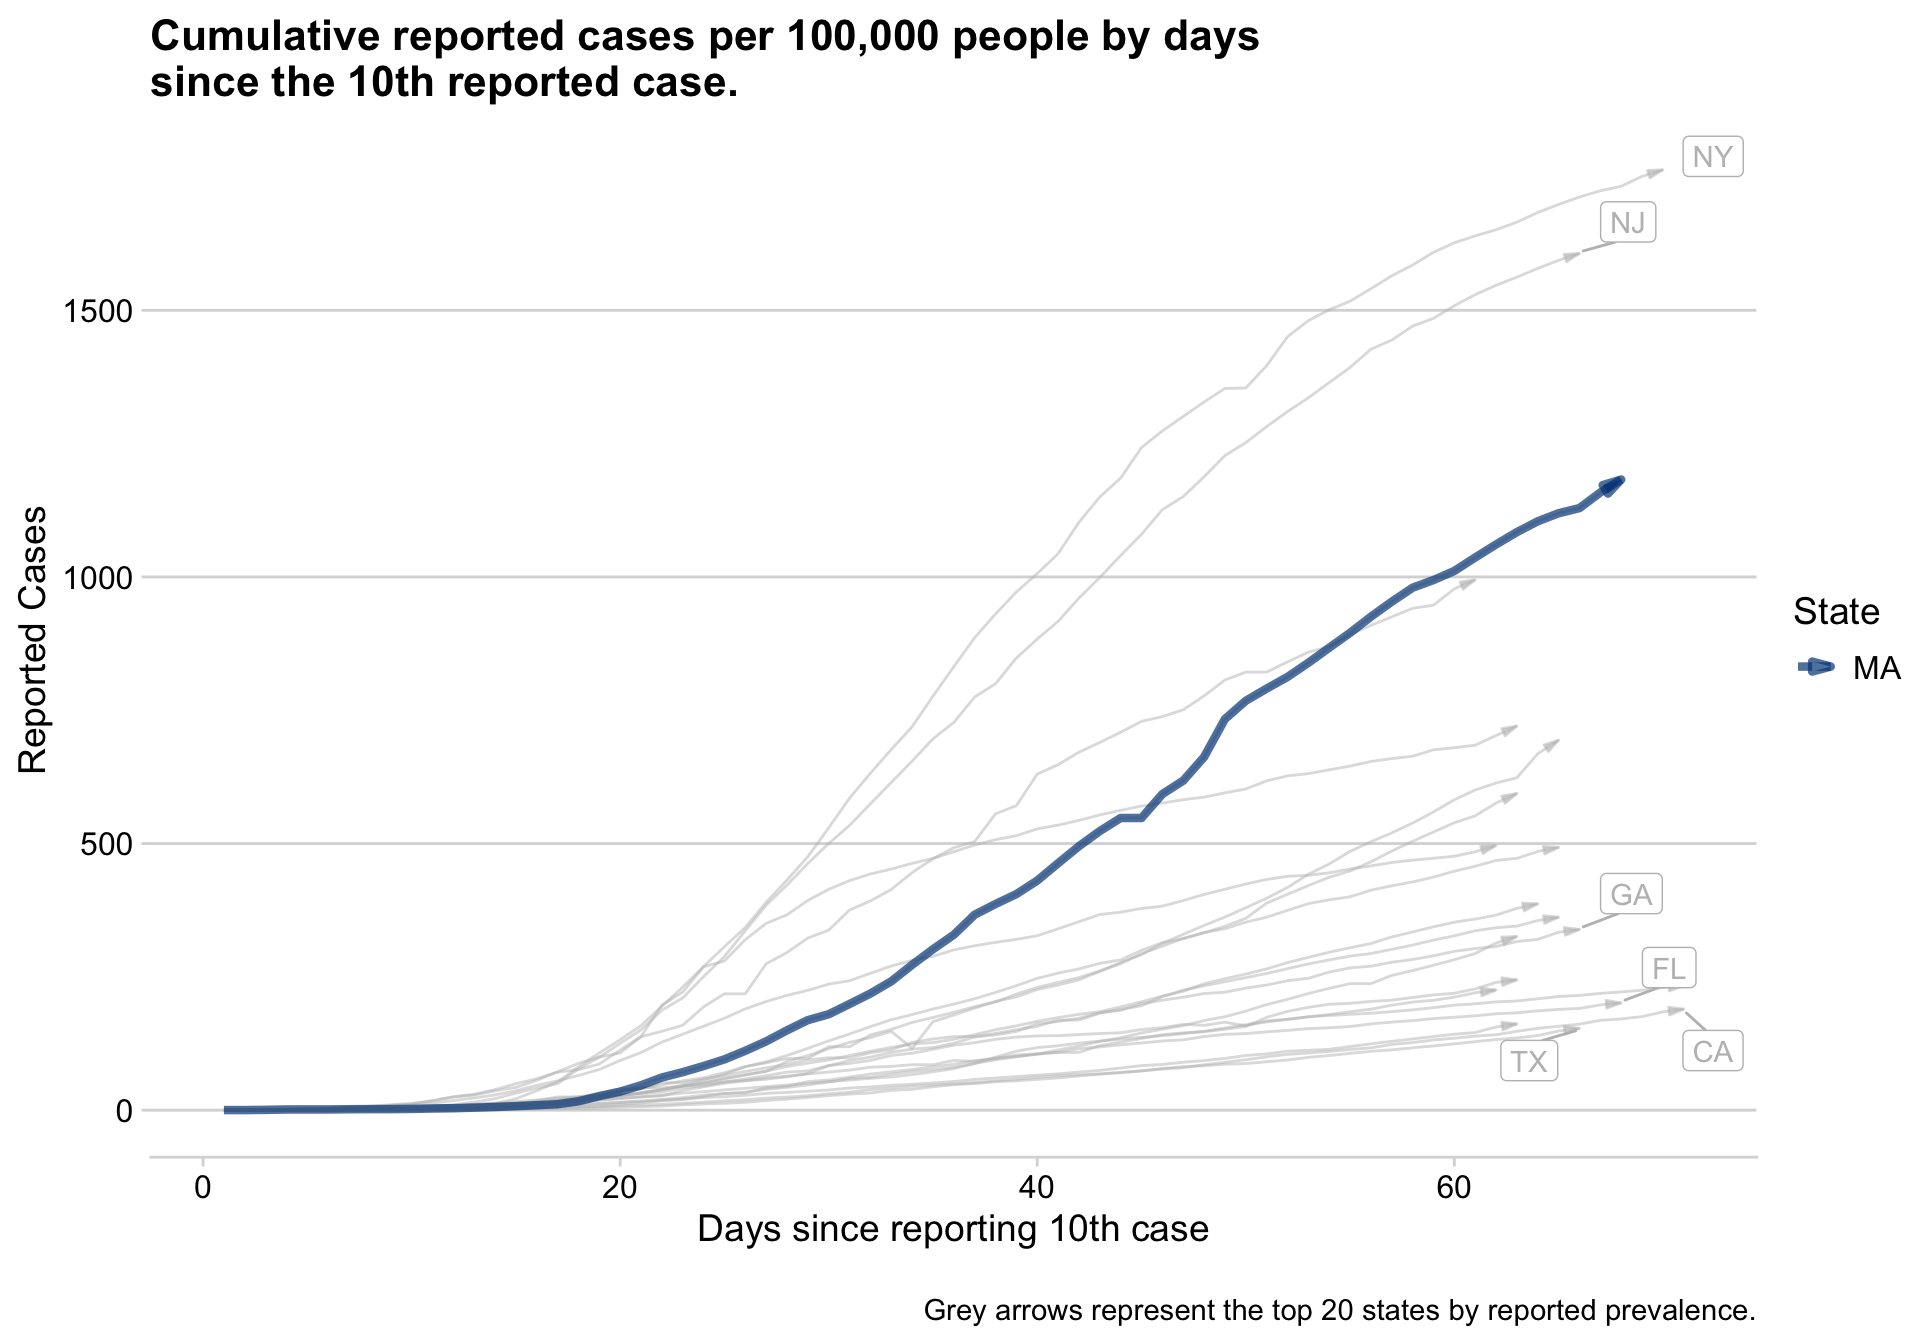 Cumulative reported cases per 100,000 people by days
since the 10th reported case.
NY
NJ
1500
1000
500
0
Reported Cases
GA
FL
TX
CA
State
MA
0 20 40 60
Days since reporting 10th case
Grey arrows represent the top 20 states by reported prevalence.